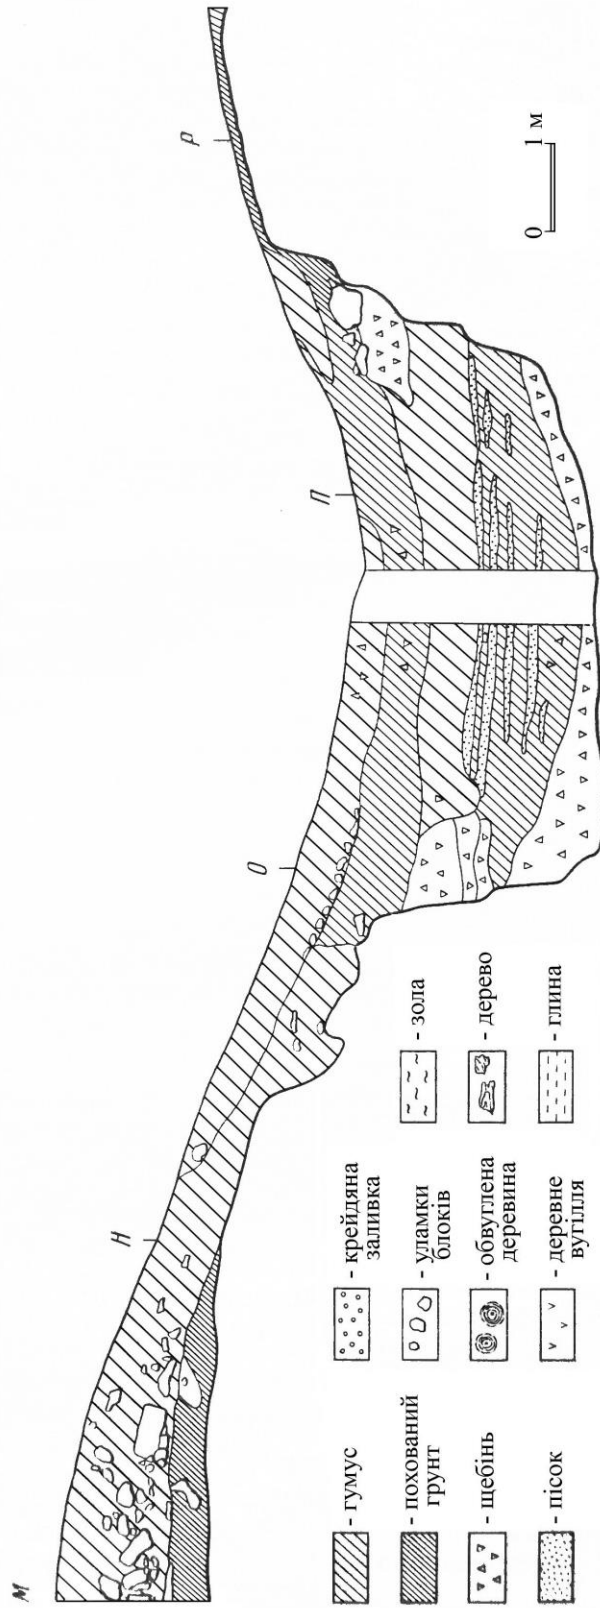 М
Н
О
П
Р
0 1 м
- гумус
- похований
грунт
- щебінь
- пісок
- крейдяна
заливка
- уламки
блоків
- обвуглена
деревина
- деревне
вугілля
- зола
- дерево
- глина